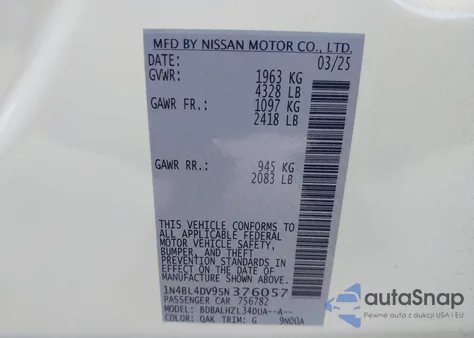 MFD BY NISSAN MOTOR CO., LTD.
DATE: 03/25
GVWR: 1963 KG
4328 LB
GAWR FR.: 1097 KG
2418 LB
GAWR RR.: 945 KG
2083 LB
THIS VEHICLE CONFORMS TO
ALL APPLICABLE FEDERAL
MOTOR VEHICLE SAFETY,
BUMPER, AND THEFT
PREVENTION STANDARDS
IN EFFECT ON THE DATE OF
MANUFACTURE SHOWN ABOVE.
1N4BL4DV9SN376057
PASSENGER CAR 756782
MODEL: BDBALHZL34DUA--A--
COLOR: QAK TRIM: G 9N00A
autoSnap
Pewne auto z aukcji USA i EU